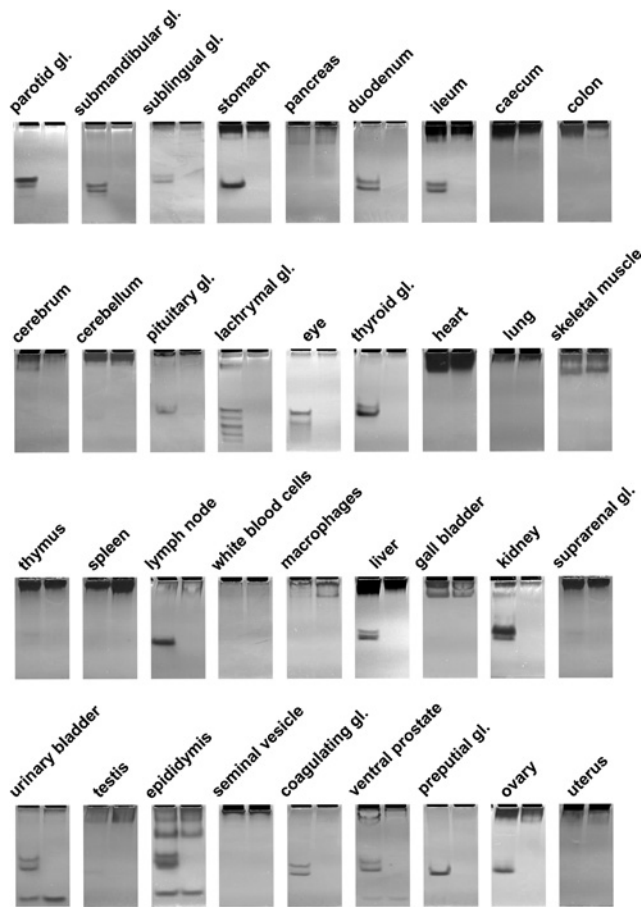 parotid gl. submandibular gl. sublingual gl. stomach pancreas duodenum ileum caecum colon
cerebrum cerebellum pituitary gl. lachrymal gl. eye thyroid gl. heart lung skeletal muscle
thymus spleen lymph node white blood cells macrophages liver gall bladder kidney suprarenal gl.
urinary bladder testis epididymis seminal vesicle coagulating gl. ventral prostate preputial gl. ovary uterus